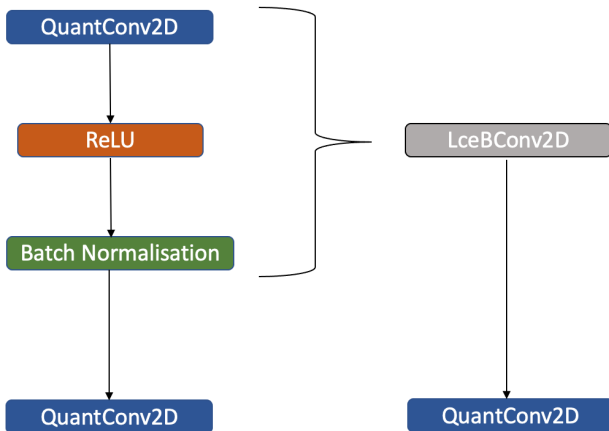 QuantConv2D
ReLU
LceBConv2D
Batch Normalisation
QuantConv2D
QuantConv2D